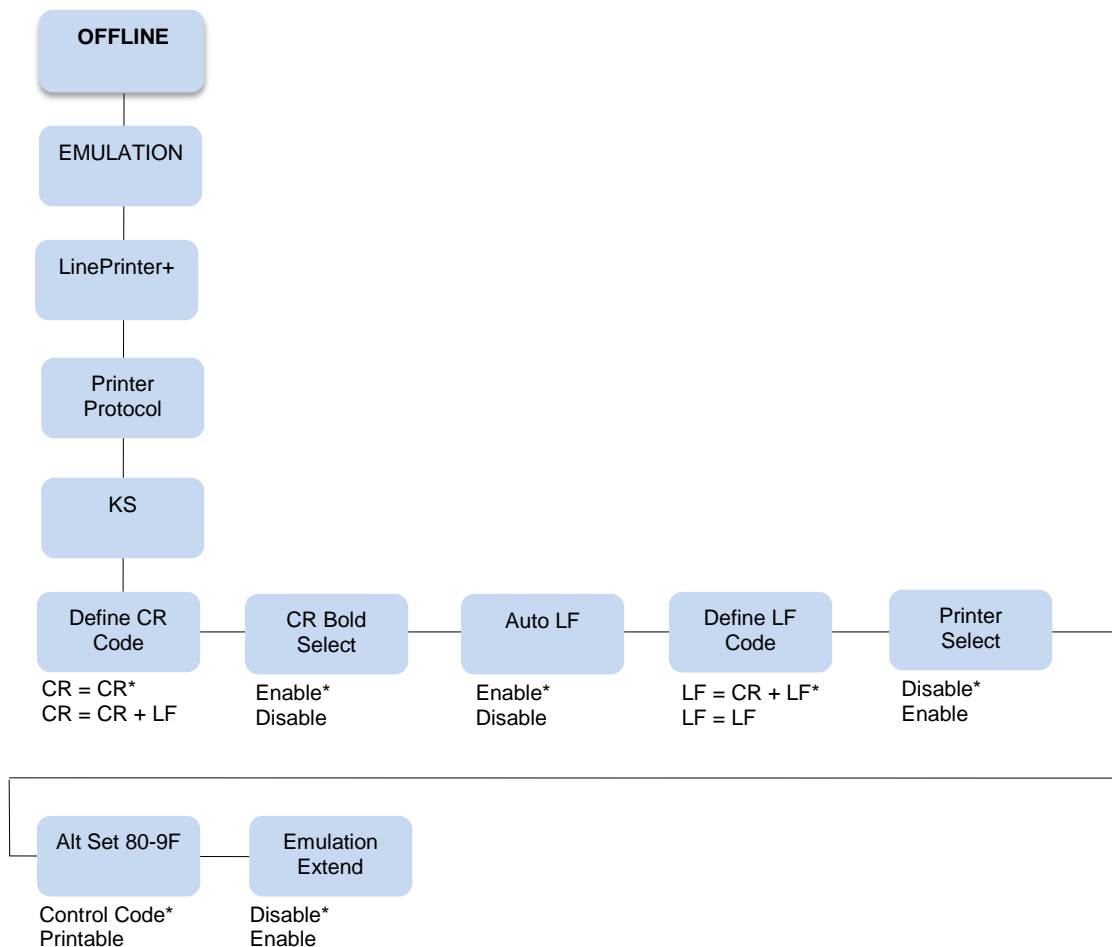 OFFLINE
EMULATION
LinePrinter+
Printer
Protocol
KS
Define CR
Code
CR = CR*
CR = CR + LF
CR Bold
Select
Enable*
Disable
Auto LF
Enable*
Disable
Define LF
Code
LF = CR + LF*
LF = LF
Printer
Select
Disable*
Enable
Alt Set 80-9F
Control Code*
Printable
Emulation
Extend
Disable*
Enable